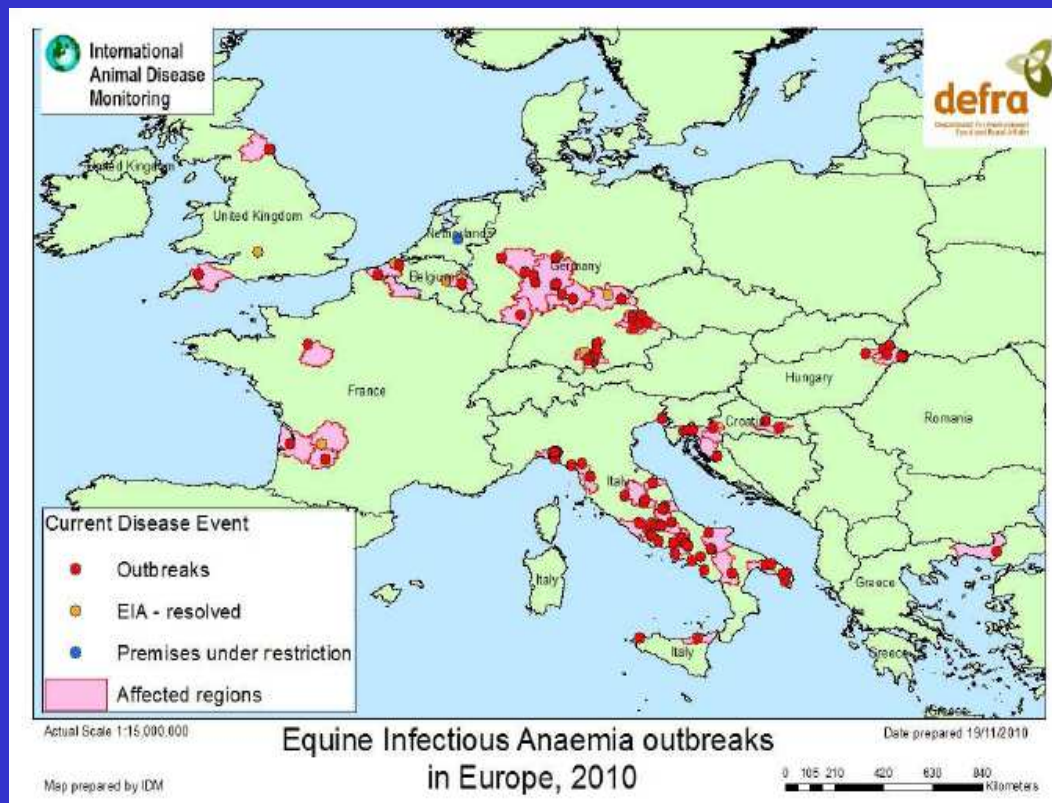 International
Animal Disease
Monitoring
defra
United Kingdom
United Kingdom
Netherlands
Belgium
Germany
France
Hungary
Romania
Croatia
Italy
Italy
Italy
Greece
Greece
Greece
Current Disease Event
Outbreaks
EIA - resolved
Premises under restriction
Affected regions
Actual Scale 1:15,000,000
Map prepared by IDM
Equine Infectious Anaemia outbreaks
in Europe, 2010
Date prepared 19/11/2010
0 105 210 420 630 840
Kilometers